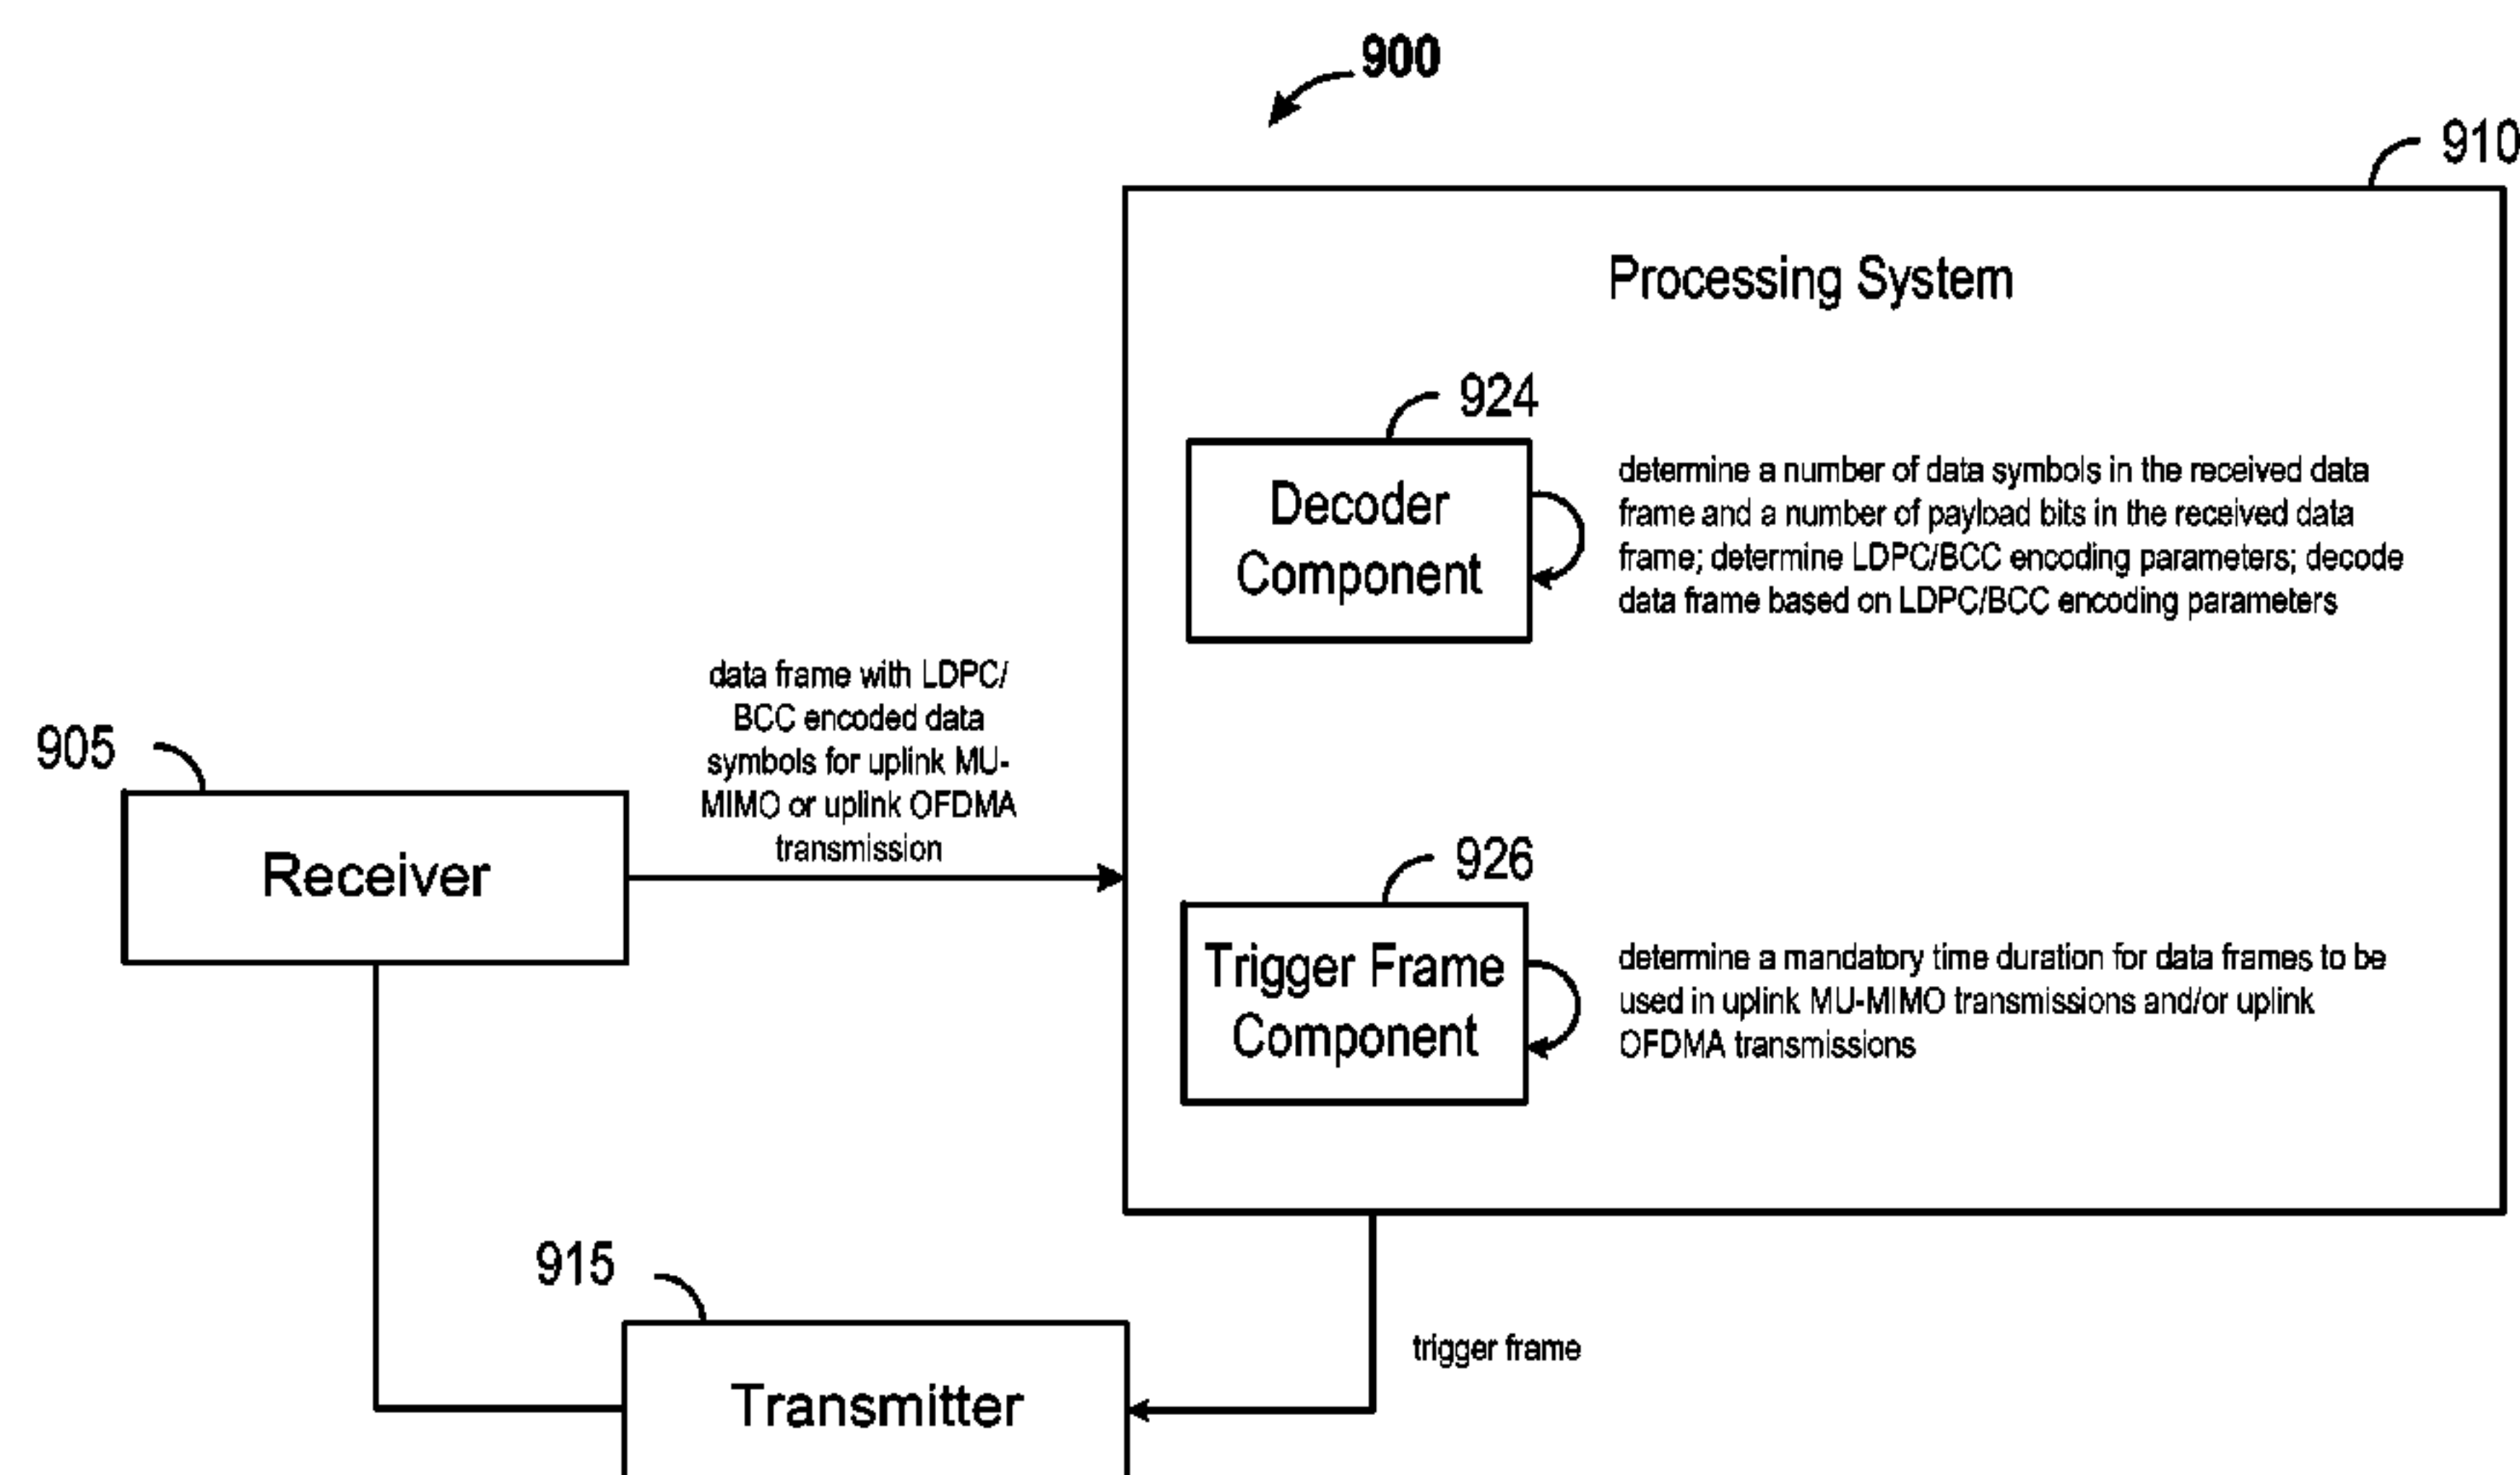 900
910
Processing System
924
Decoder
Component
determine a number of data symbols in the received data
frame and a number of payload bits in the received data
frame; determine LDPC/BCC encoding parameters; decode
data frame based on LDPC/BCC encoding parameters
data frame with LDPC/
BCC encoded data
symbols for uplink MU-
MIMO or uplink OFDMA
transmission
905
Receiver
926
Trigger Frame
Component
determine a mandatory time duration for data frames to be
used in uplink MU-MIMO transmissions and/or uplink
OFDMA transmissions
915
trigger frame
Transmitter